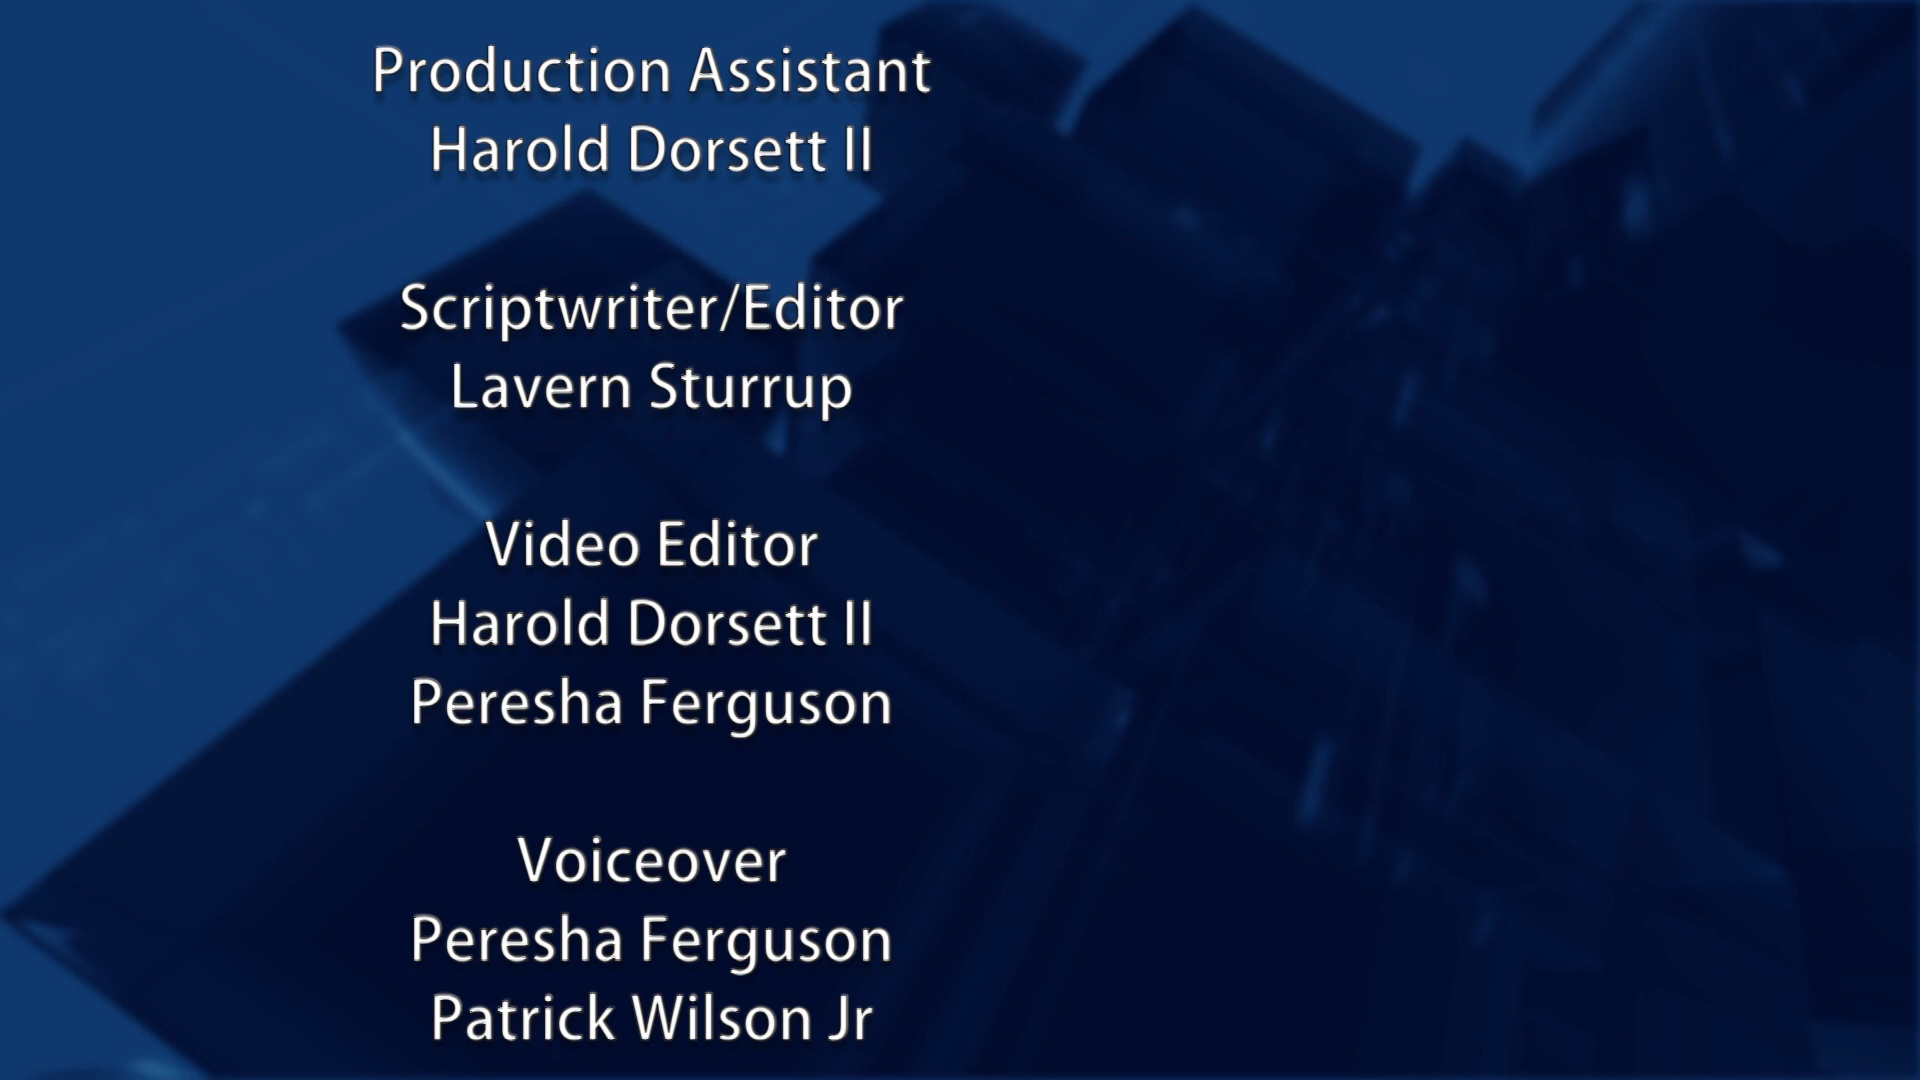 Production Assistant
Harold Dorsett II
Scriptwriter/Editor
Lavern Sturrup
Video Editor
Harold Dorsett II
Peresha Ferguson
Voiceover
Peresha Ferguson
Patrick Wilson Jr